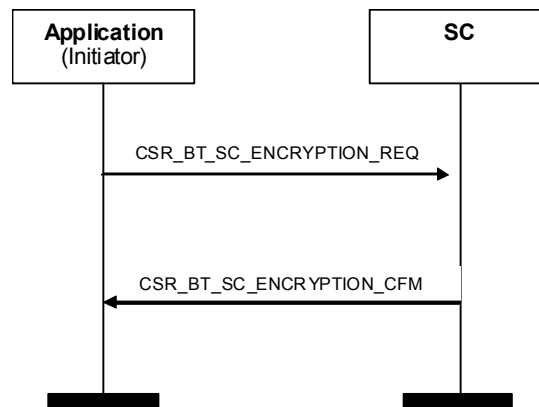 Application
(Initiator)
SC
CSR_BT_SC_ENCRYPTION_REQ
CSR_BT_SC_ENCRYPTION_CFM